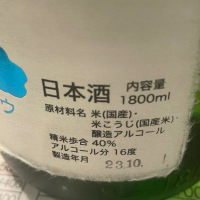 日本酒 内容量 1800ml
原材料名 米(国産)・
米こうじ(国産米)・
醸造アルコール
精米歩合 40%
アルコール分 16度
製造年月 23.10.
ウ